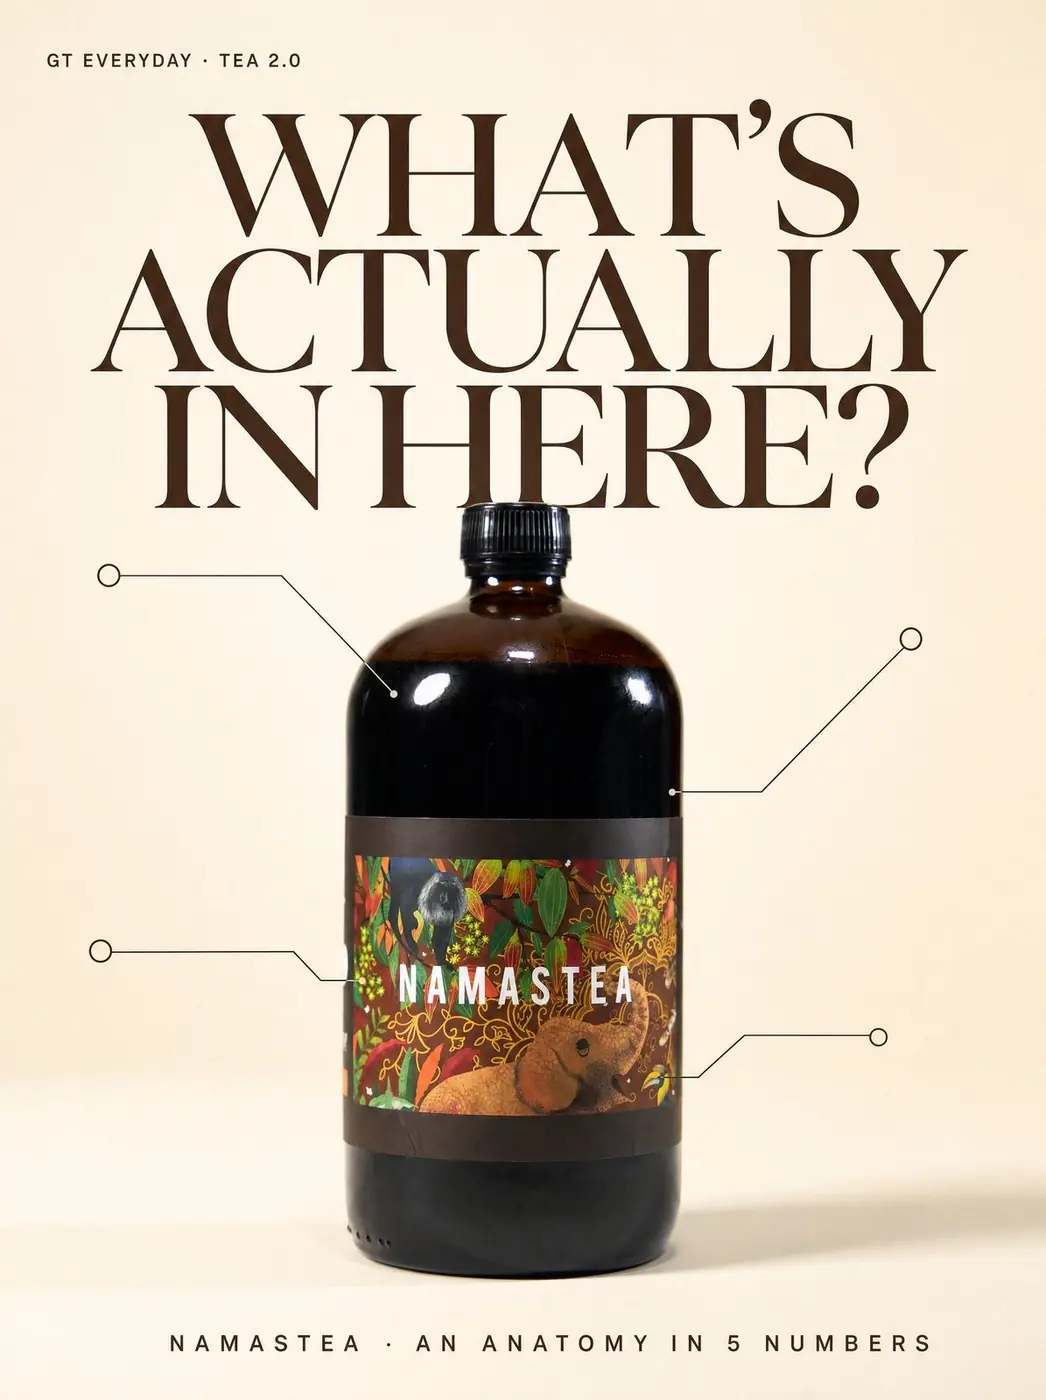 GT EVERYDAY · TEA 2.0
WHAT'S
ACTUALLY
IN HERE?
NAMASTEA
NAMASTEA · AN ANATOMY IN 5 NUMBERS